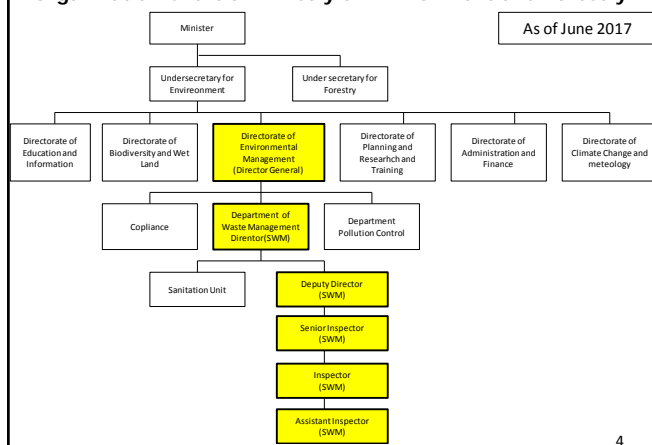 As of June 2017
Minister
Undersecretary for
Envireonment
Under secretary for
Forestry
Directorate of
Education and
Information
Directorate of
Biodiversity and Wet
Land
Directorate of
Environmental
Management
(Director General)
Directorate of
Planning and
Researhch and
Training
Directorate of
Administration and
Finance
Directorate of
Climate Change and
meteology
Copliance
Department of
Waste Management
Direntor(SWM)
Department
Pollution Control
Sanitation Unit
Deputy Director
(SWM)
Senior Inspector
(SWM)
Inspector
(SWM)
Assistant Inspector
(SWM)
4